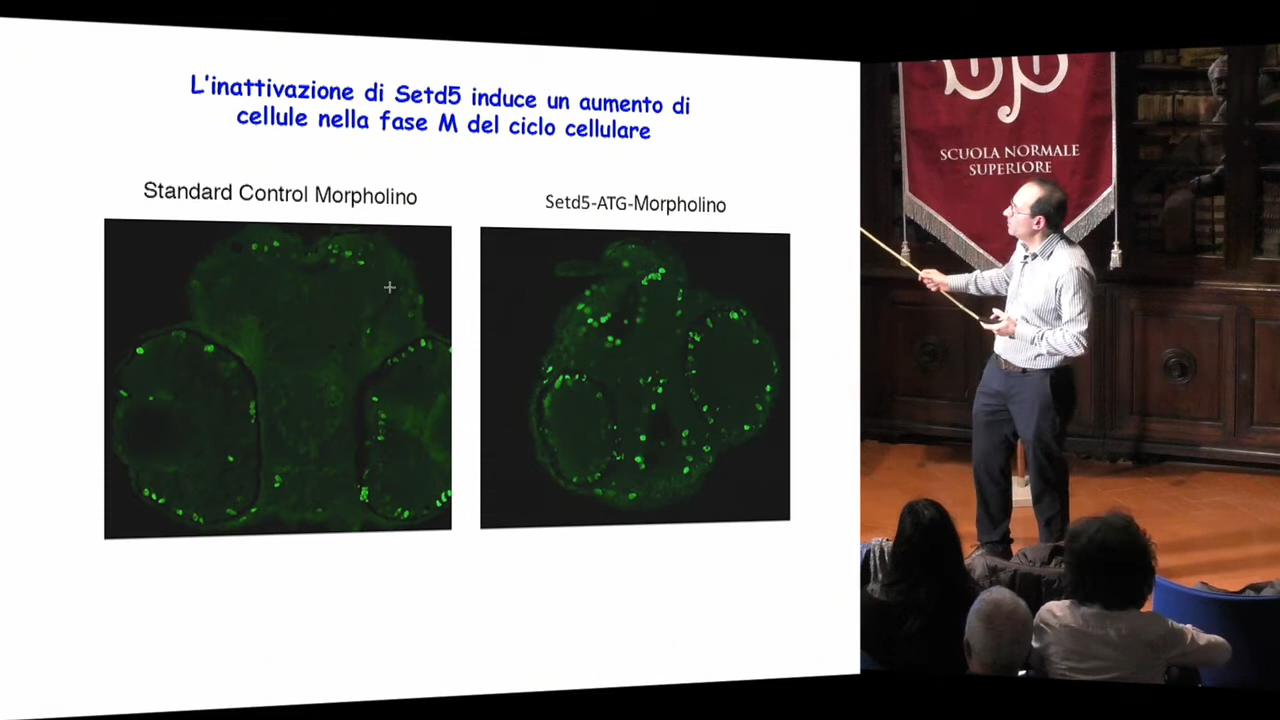 L'inattivazione di Setd5 induce un aumento di
cellule nella fase M del ciclo cellulare
Standard Control Morpholino
Setd5-ATG-Morpholino
SCUOLA NORMALE
SUPERIORE